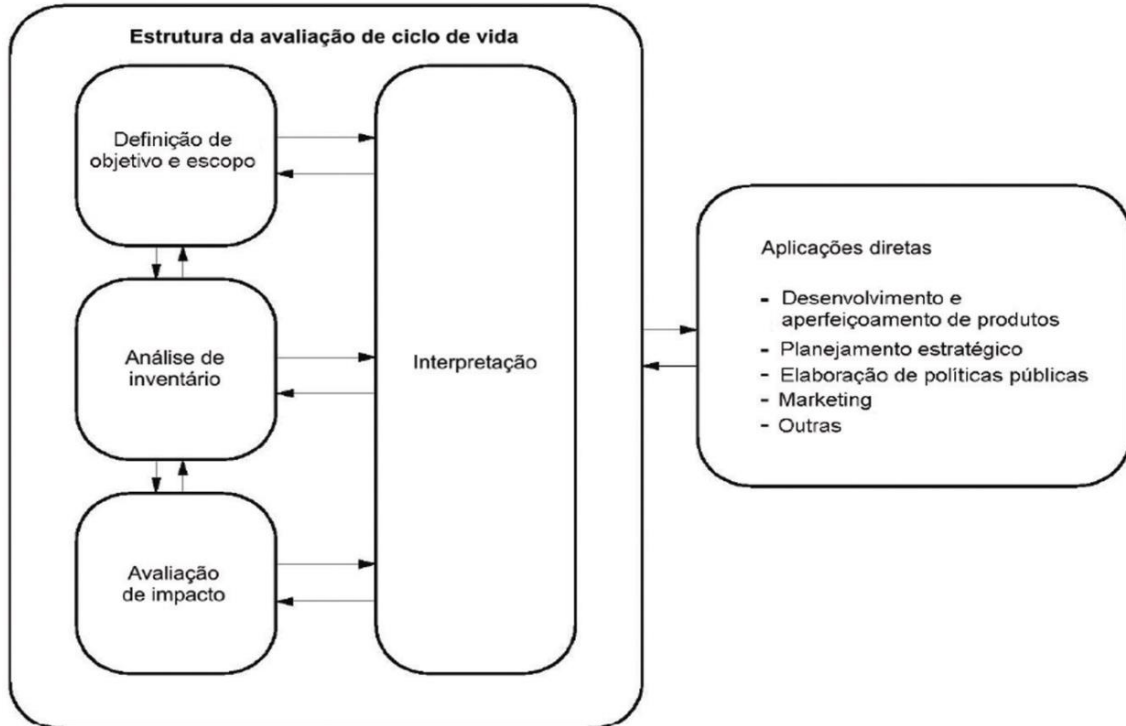 Estrutura da avaliação de ciclo de vida
Definição de
objetivo e escopo
Análise de
inventário
Avaliação
de impacto
Interpretação
Aplicações diretas
- Desenvolvimento e
aperfeiçoamento de produtos
- Planejamento estratégico
- Elaboração de políticas públicas
- Marketing
- Outras